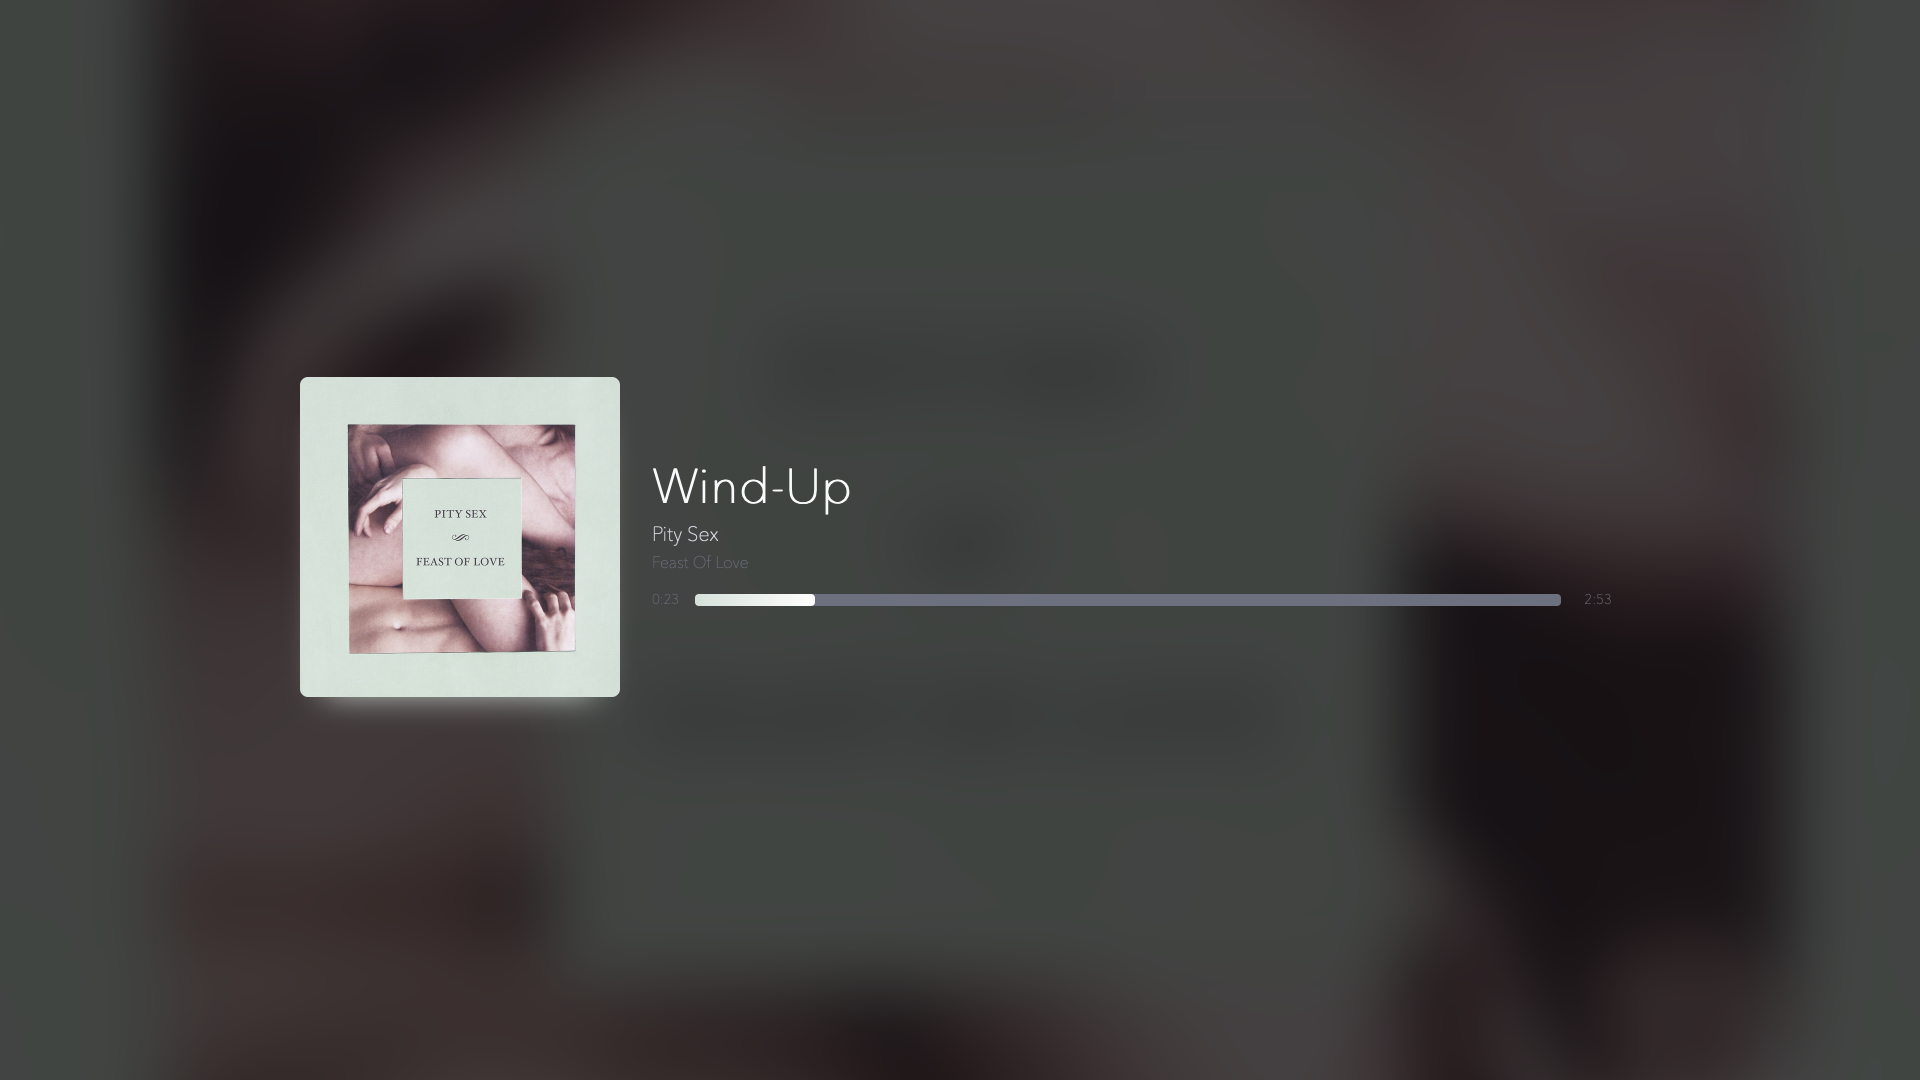 PITY SEX
FEAST OF LOVE
Wind-Up
Pity Sex
Feast Of Love
0:23
2:53